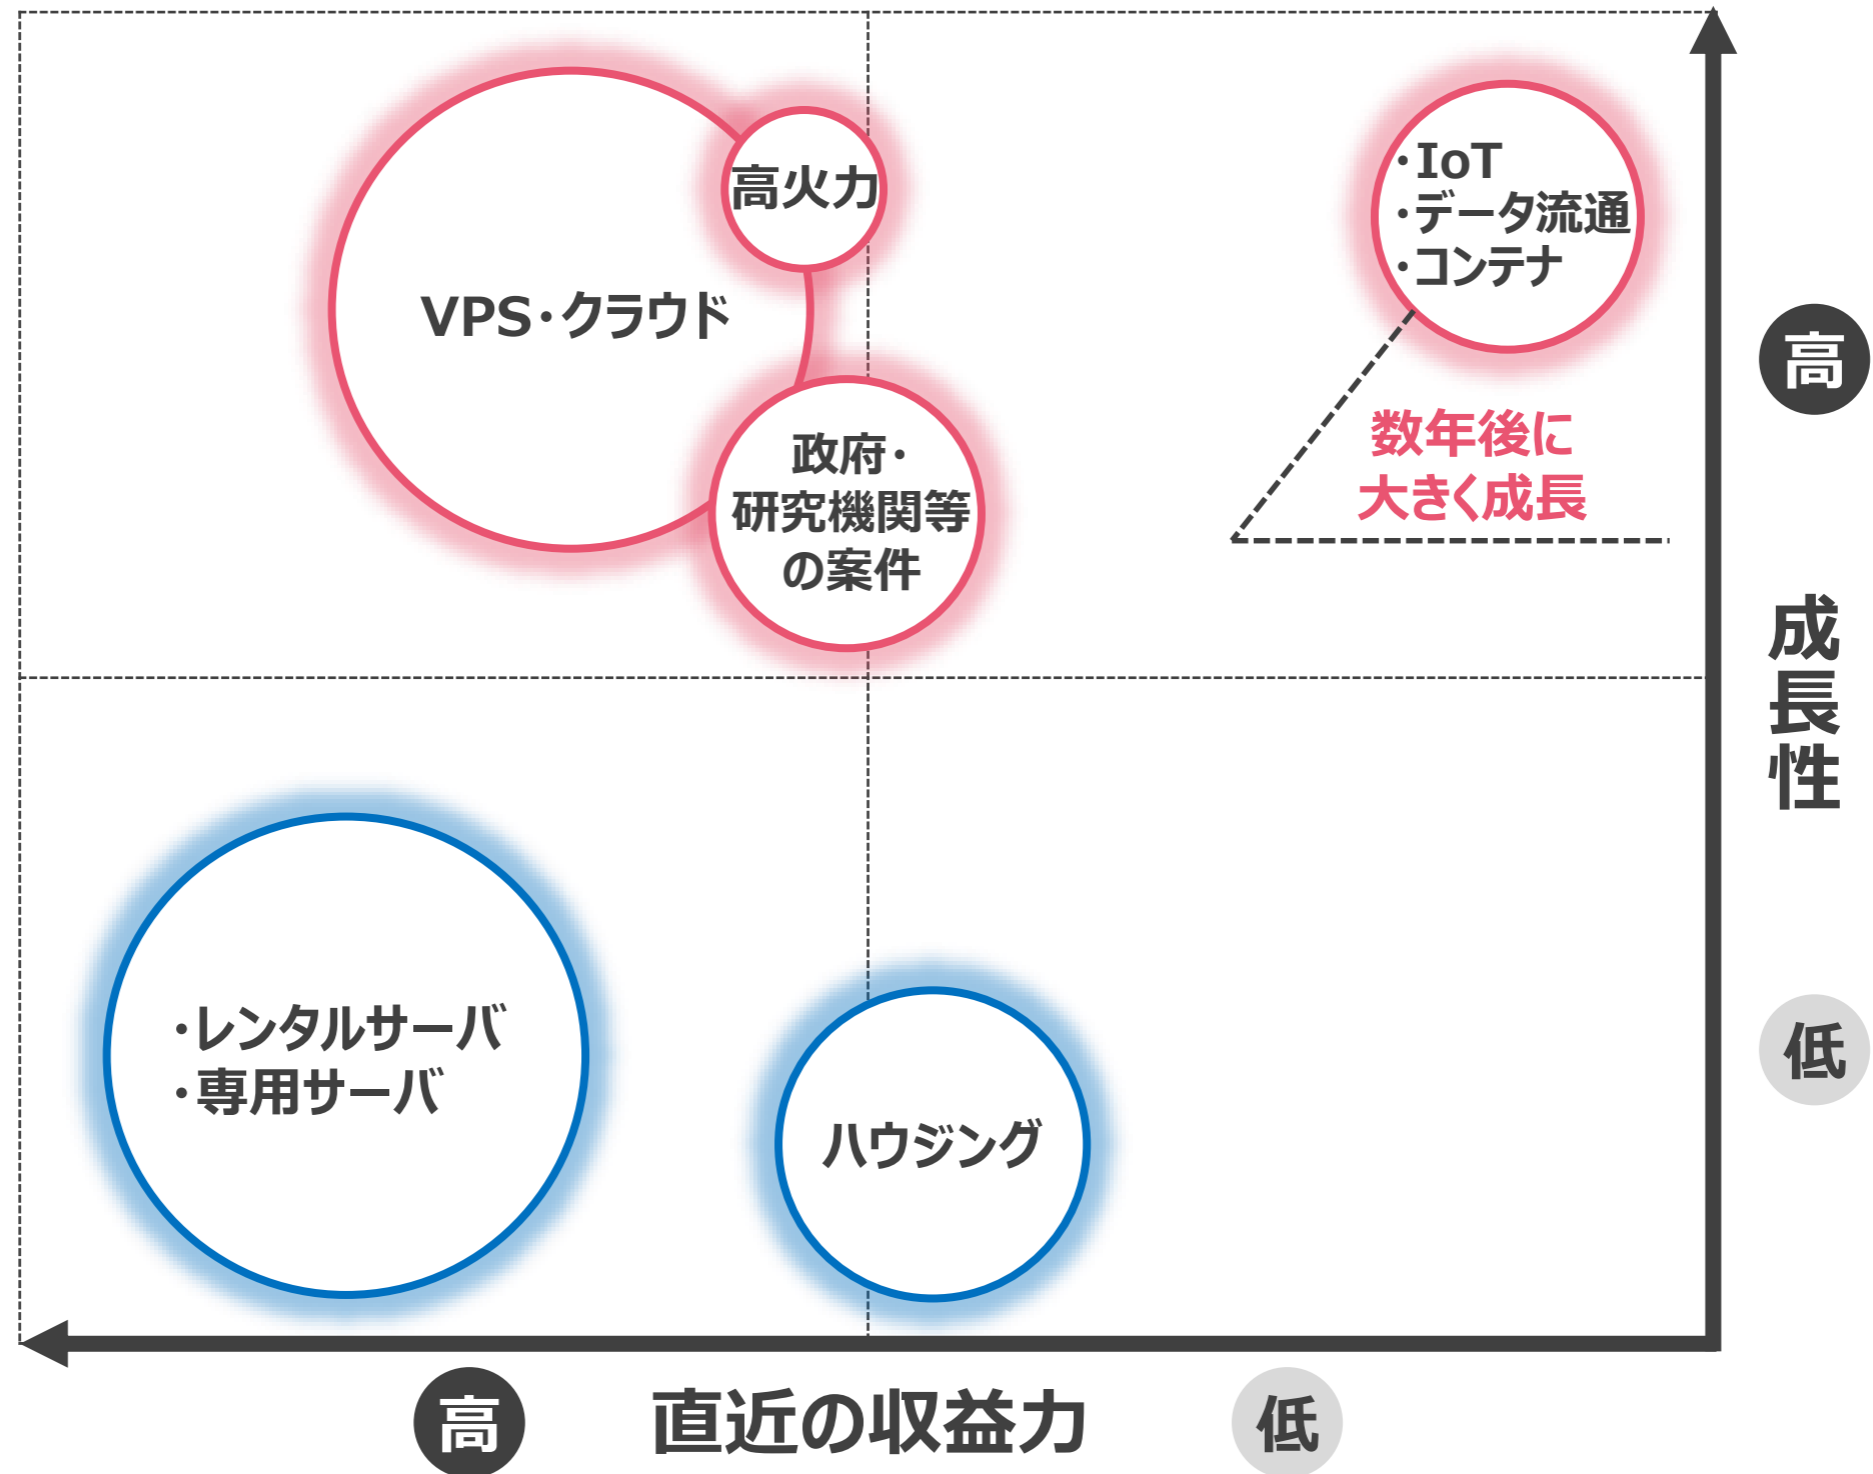 高火力
VPS・クラウド
政府・
研究機関等
の案件
・IoT
・データ流通
・コンテナ
数年後に
大きく成長
高
成長性
低
・レンタルサーバ
・専用サーバ
ハウジング
高
直近の収益力
低